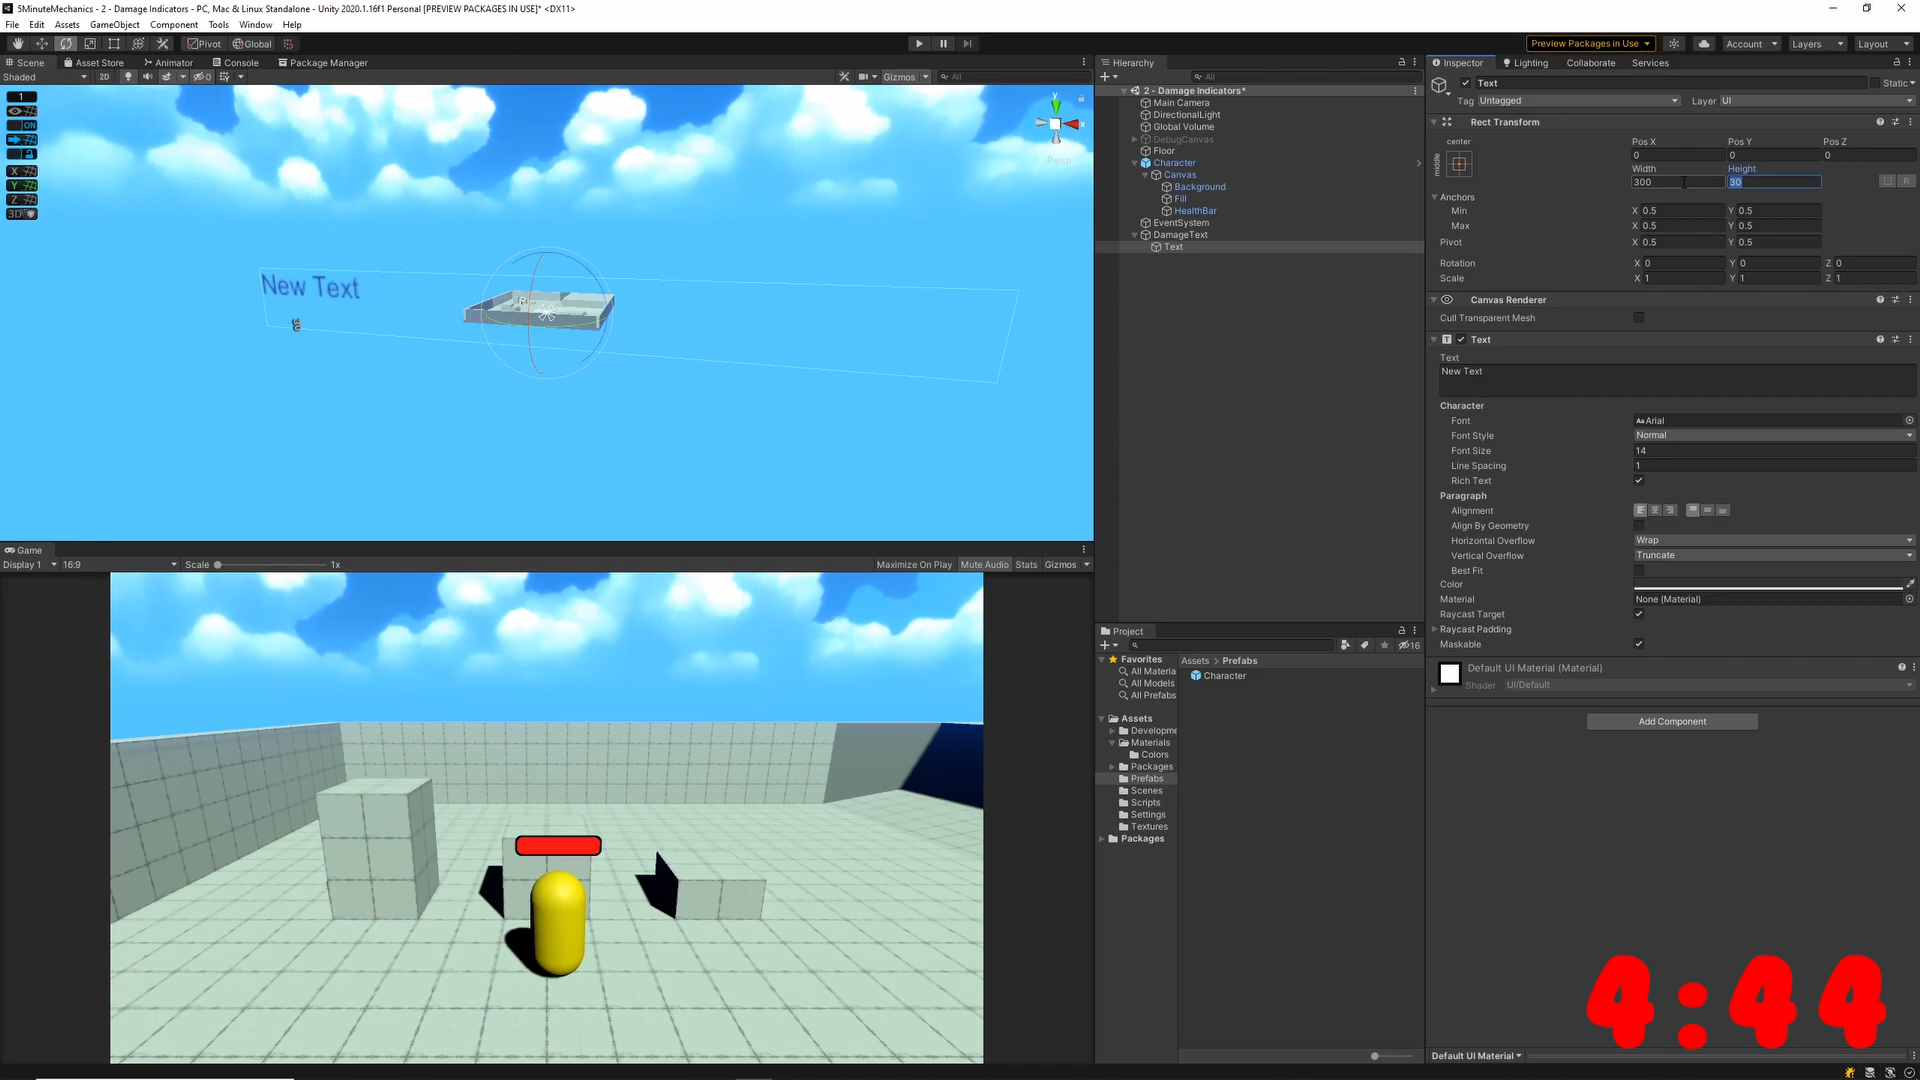 5MinuteMechanics - 2 - Damage Indicators - PC, Mac & Linux Standalone - Unity 2020.1.16f1 Personal [PREVIEW PACKAGES IN USE]* <DX11>
File Edit Assets GameObject Component Tools Window Help
Pivot Global Preview Packages in Use Account Layers Layout
Scene Asset Store Animator Console Package Manager
Shaded 2D 0 Gizmos All
1
ON
X
Y
Z
3D
y
x
Persp
New Text
Game
Display 1 16:9 Scale 1x Maximize On Play Mute Audio Stats Gizmos
Hierarchy
All
2 - Damage Indicators*
Main Camera
DirectionalLight
Global Volume
DebugCanvas
Floor
Character
Canvas
Background
Fill
HealthBar
EventSystem
DamageText
Text
Project
16
Favorites
All Materia
All Models
All Prefabs
Assets
Developme
Materials
Colors
Packages
Prefabs
Scenes
Scripts
Settings
Textures
Packages
Assets > Prefabs
Character
Inspector Lighting Collaborate Services
Text Static
Tag Untagged Layer UI
Rect Transform
center
middle
Pos X Pos Y Pos Z
0 0 0
Width Height
300 30
R
Anchors
Min X 0.5 Y 0.5
Max X 0.5 Y 0.5
Pivot X 0.5 Y 0.5
Rotation X 0 Y 0 Z 0
Scale X 1 Y 1 Z 1
Canvas Renderer
Cull Transparent Mesh
Text
Text
New Text
Character
Font Arial
Font Style Normal
Font Size 14
Line Spacing 1
Rich Text
Paragraph
Alignment
Align By Geometry
Horizontal Overflow Wrap
Vertical Overflow Truncate
Best Fit
Color
Material None (Material)
Raycast Target
Raycast Padding
Maskable
Default UI Material (Material)
Shader UI/Default
Add Component
4:44
Default UI Material